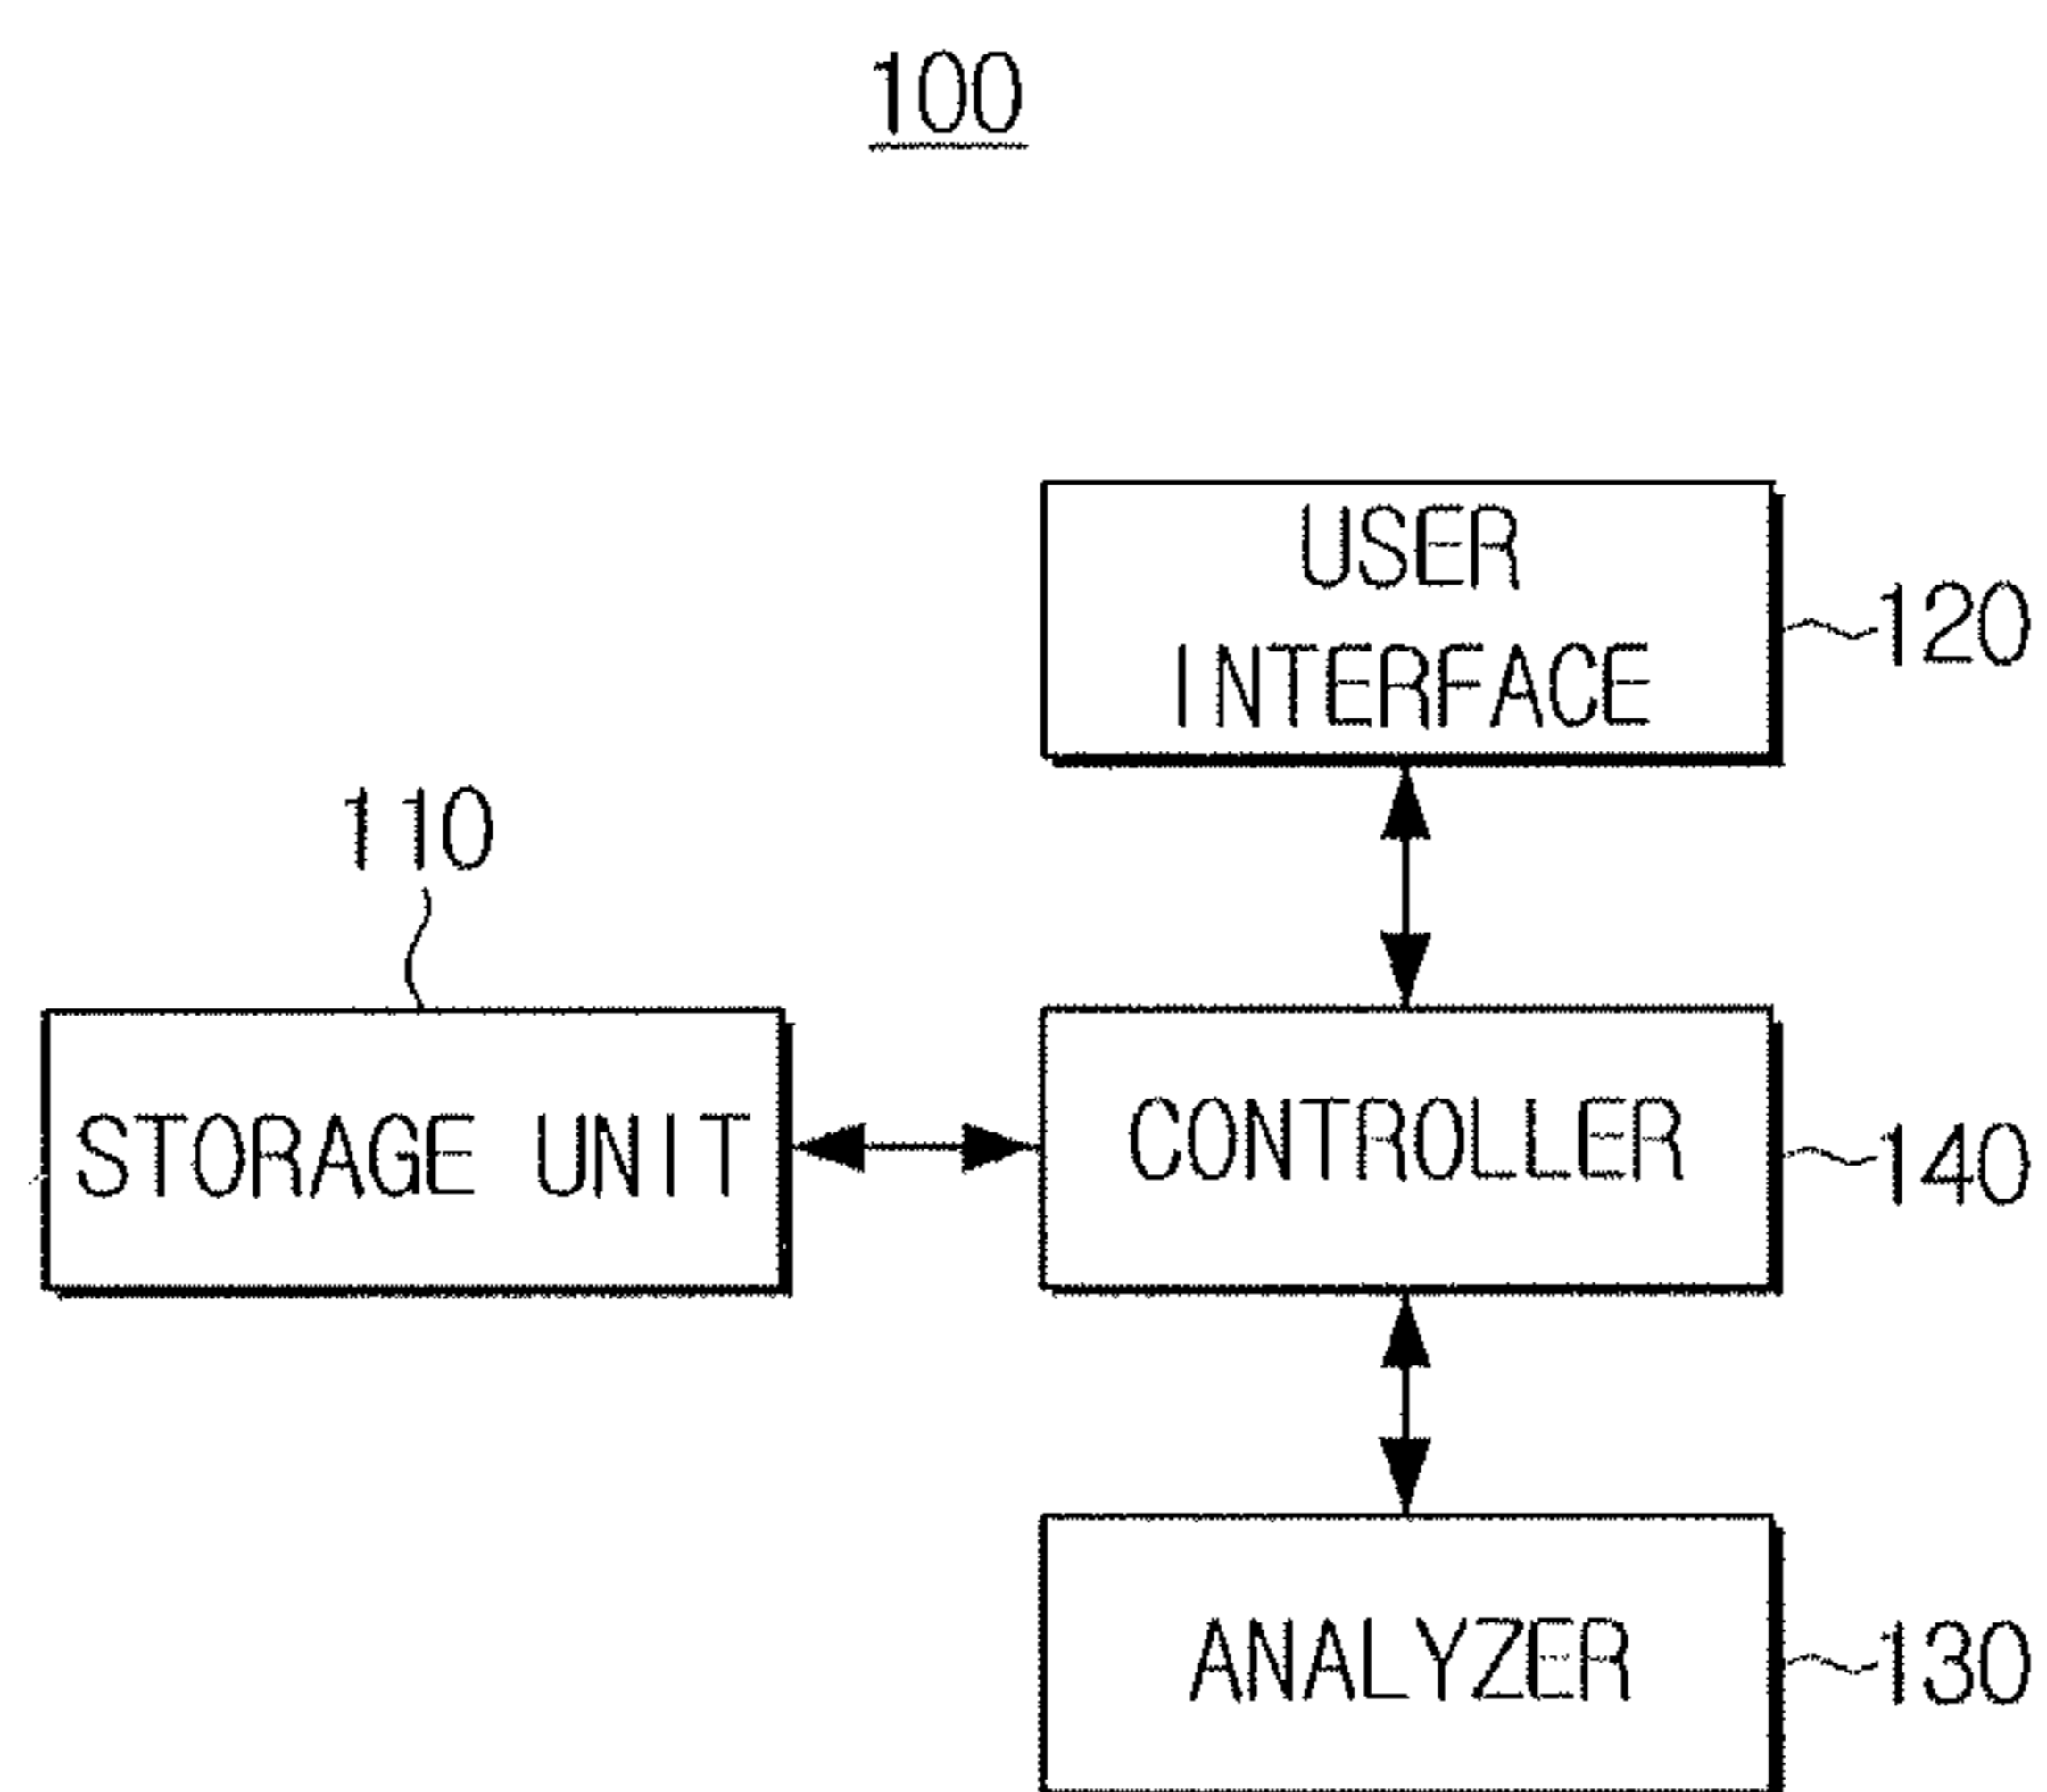 100
USER
INTERFACE
120
110
STORAGE UNIT
CONTROLLER
140
ANALYZER
130